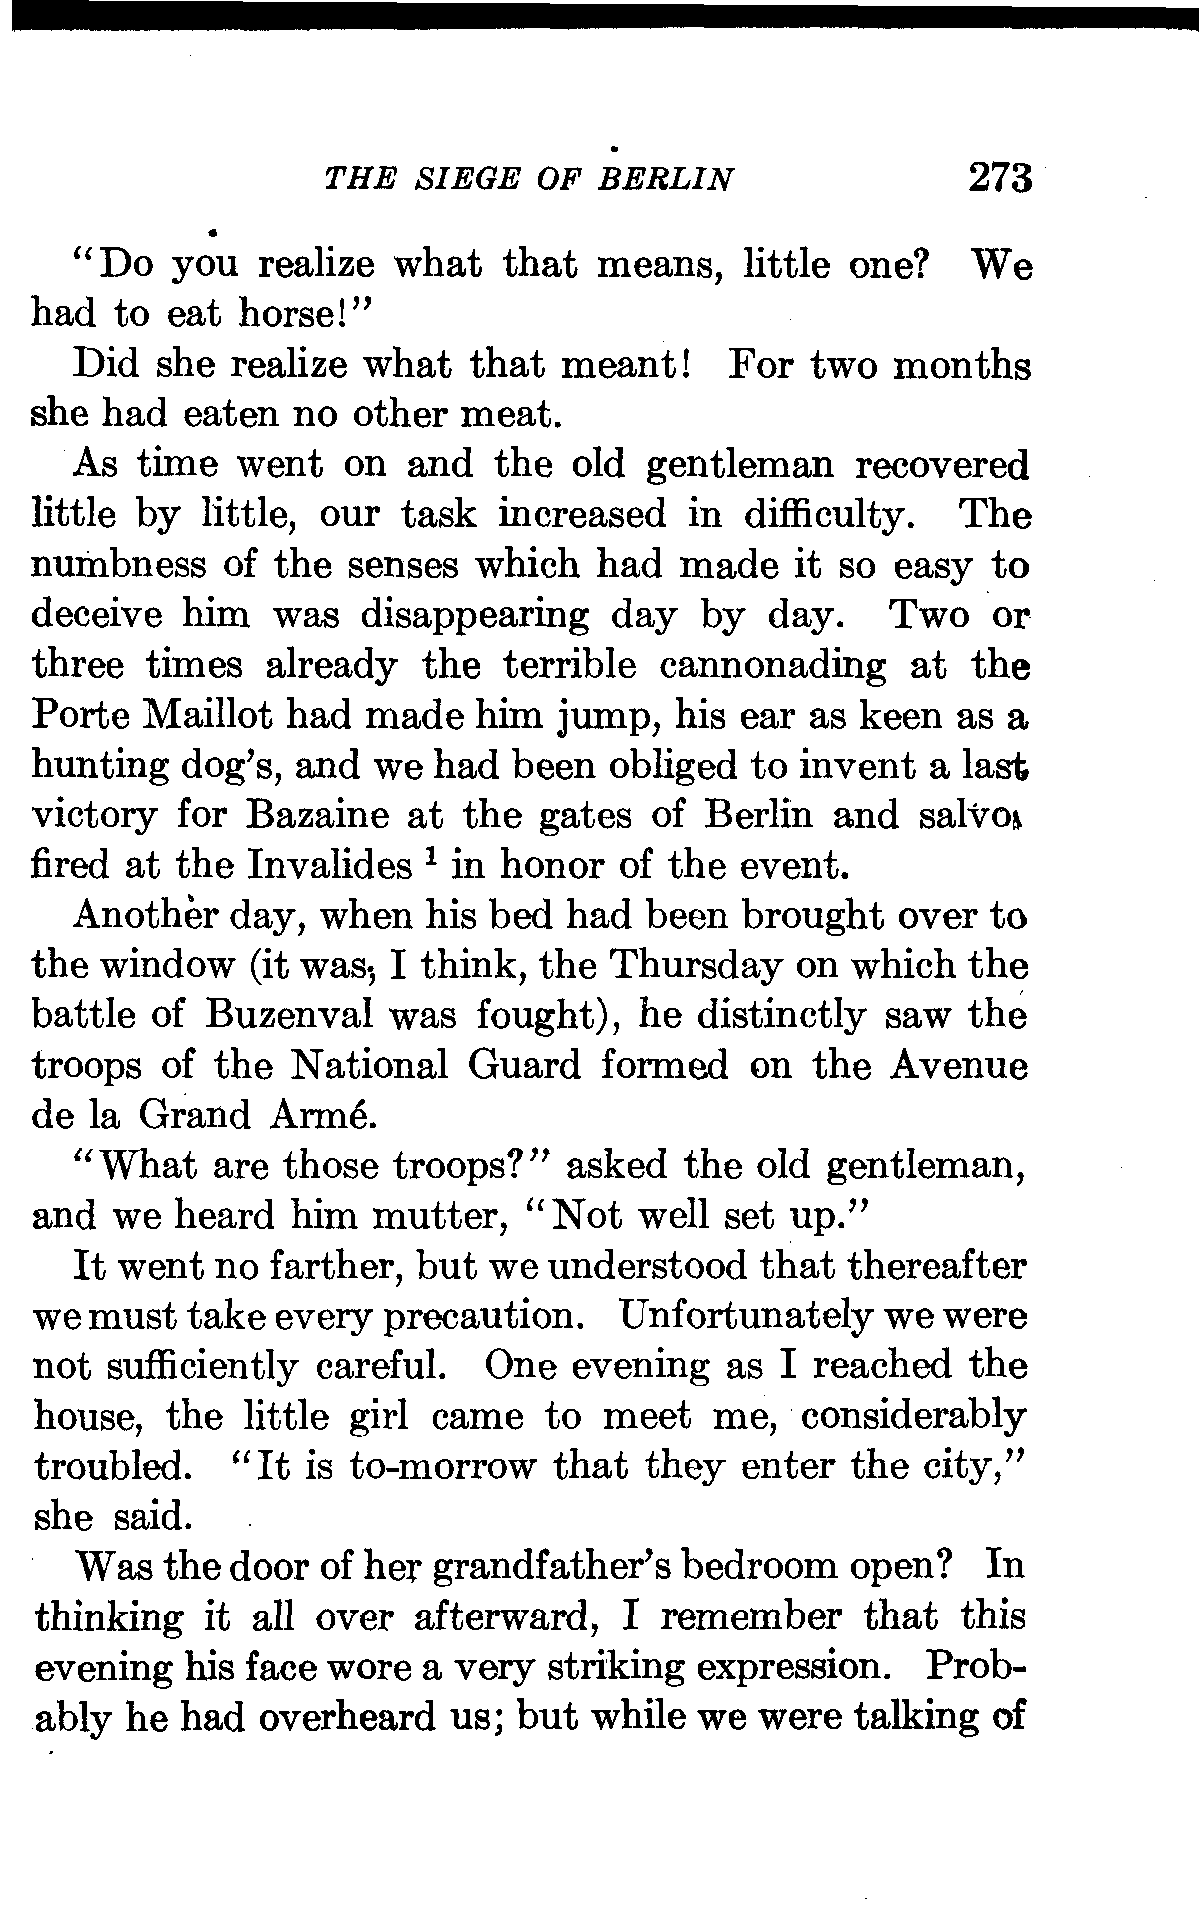 THE SIEGE OF BERLIN 273
“Do you realize what that means, little one? We
had to eat horse!”
Did she realize what that meant! For two months
she had eaten no other meat.
As time went on and the old gentleman recovered
little by little, our task increased in difficulty. The
numbness of the senses which had made it so easy to
deceive him was disappearing day by day. Two or
three times already the terrible cannonading at the
Porte Maillot had made him jump, his ear as keen as a
hunting dog’s, and we had been obliged to invent a last
victory for Bazaine at the gates of Berlin and salvos
fired at the Invalides ¹ in honor of the event.
Another day, when his bed had been brought over to
the window (it was, I think, the Thursday on which the
battle of Buzenval was fought), he distinctly saw the
troops of the National Guard formed on the Avenue
de la Grand Armé.
“What are those troops?” asked the old gentleman,
and we heard him mutter, “Not well set up.”
It went no farther, but we understood that thereafter
we must take every precaution. Unfortunately we were
not sufficiently careful. One evening as I reached the
house, the little girl came to meet me, considerably
troubled. “It is to-morrow that they enter the city,”
she said.
Was the door of her grandfather’s bedroom open? In
thinking it all over afterward, I remember that this
evening his face wore a very striking expression. Prob-
ably he had overheard us; but while we were talking of